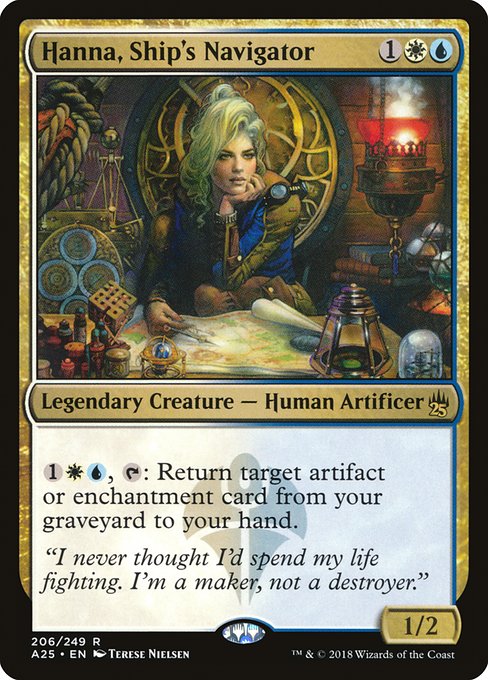 Hanna, Ship's Navigator 1
Legendary Creature — Human Artificer 25
1, : Return target artifact
or enchantment card from your
graveyard to your hand.
“I never thought I’d spend my life
fighting. I’m a maker, not a destroyer.”
1/2
206/249 R
A25 • EN Terese Nielsen
™ & © 2018 Wizards of the Coast